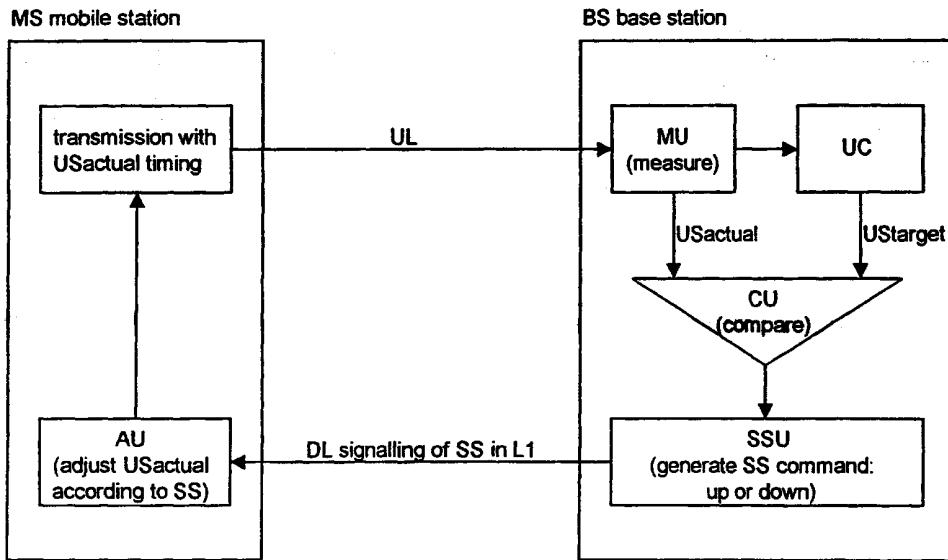 MS mobile station
BS base station
transmission with
USactual timing
UL
MU
(measure)
UC
USactual
UStarget
CU
(compare)
AU
(adjust USactual
according to SS)
DL signalling of SS in L1
SSU
(generate SS command:
up or down)